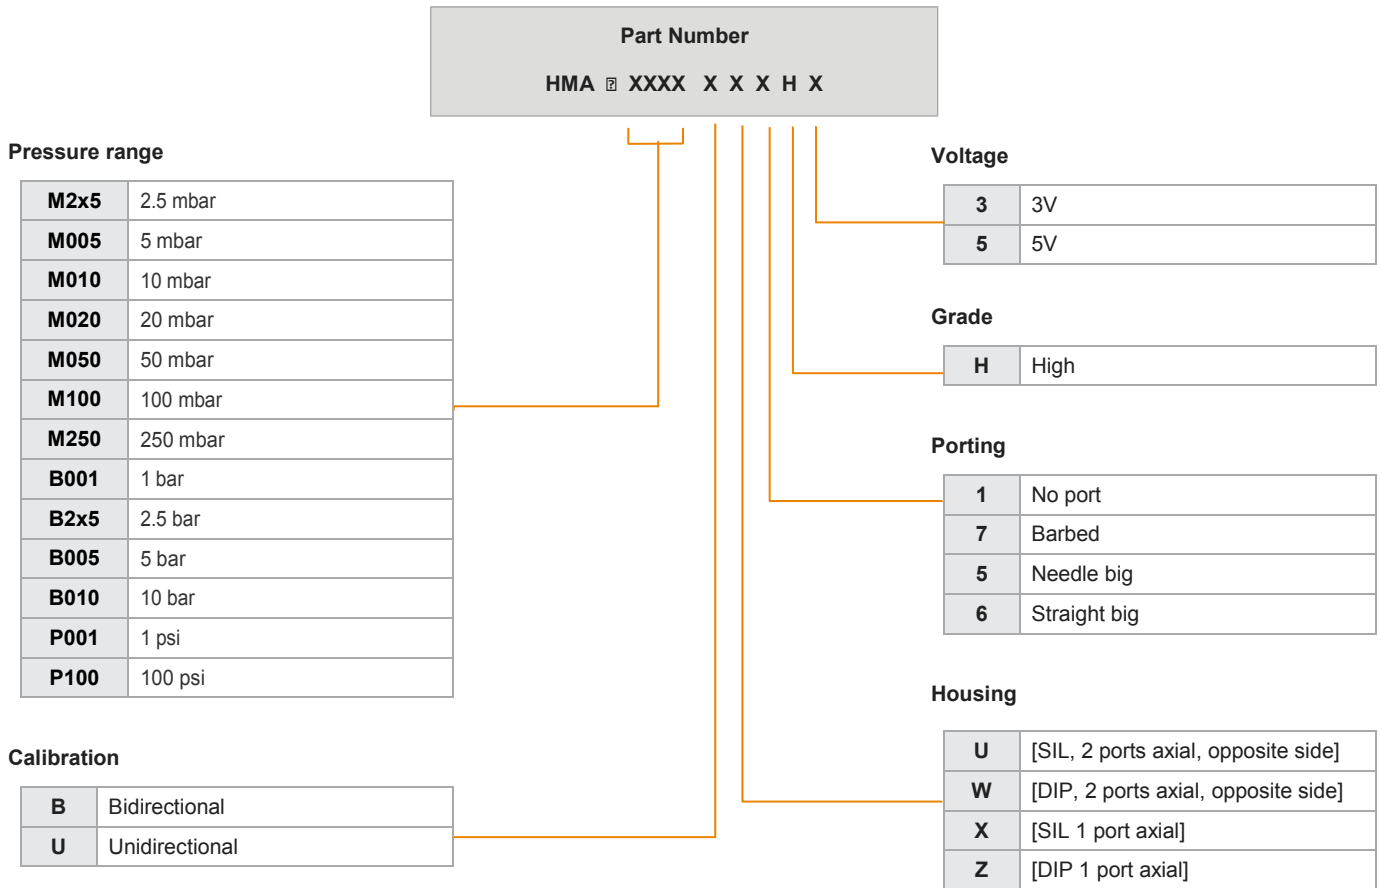 Part Number
HMA ⍰ XXXX X X X H X
Pressure range
M2x5 2.5 mbar
M005 5 mbar
M010 10 mbar
M020 20 mbar
M050 50 mbar
M100 100 mbar
M250 250 mbar
B001 1 bar
B2x5 2.5 bar
B005 5 bar
B010 10 bar
P001 1 psi
P100 100 psi
Calibration
B Bidirectional
U Unidirectional
Voltage
3 3V
5 5V
Grade
H High
Porting
1 No port
7 Barbed
5 Needle big
6 Straight big
Housing
U [SIL, 2 ports axial, opposite side]
W [DIP, 2 ports axial, opposite side]
X [SIL 1 port axial]
Z [DIP 1 port axial]